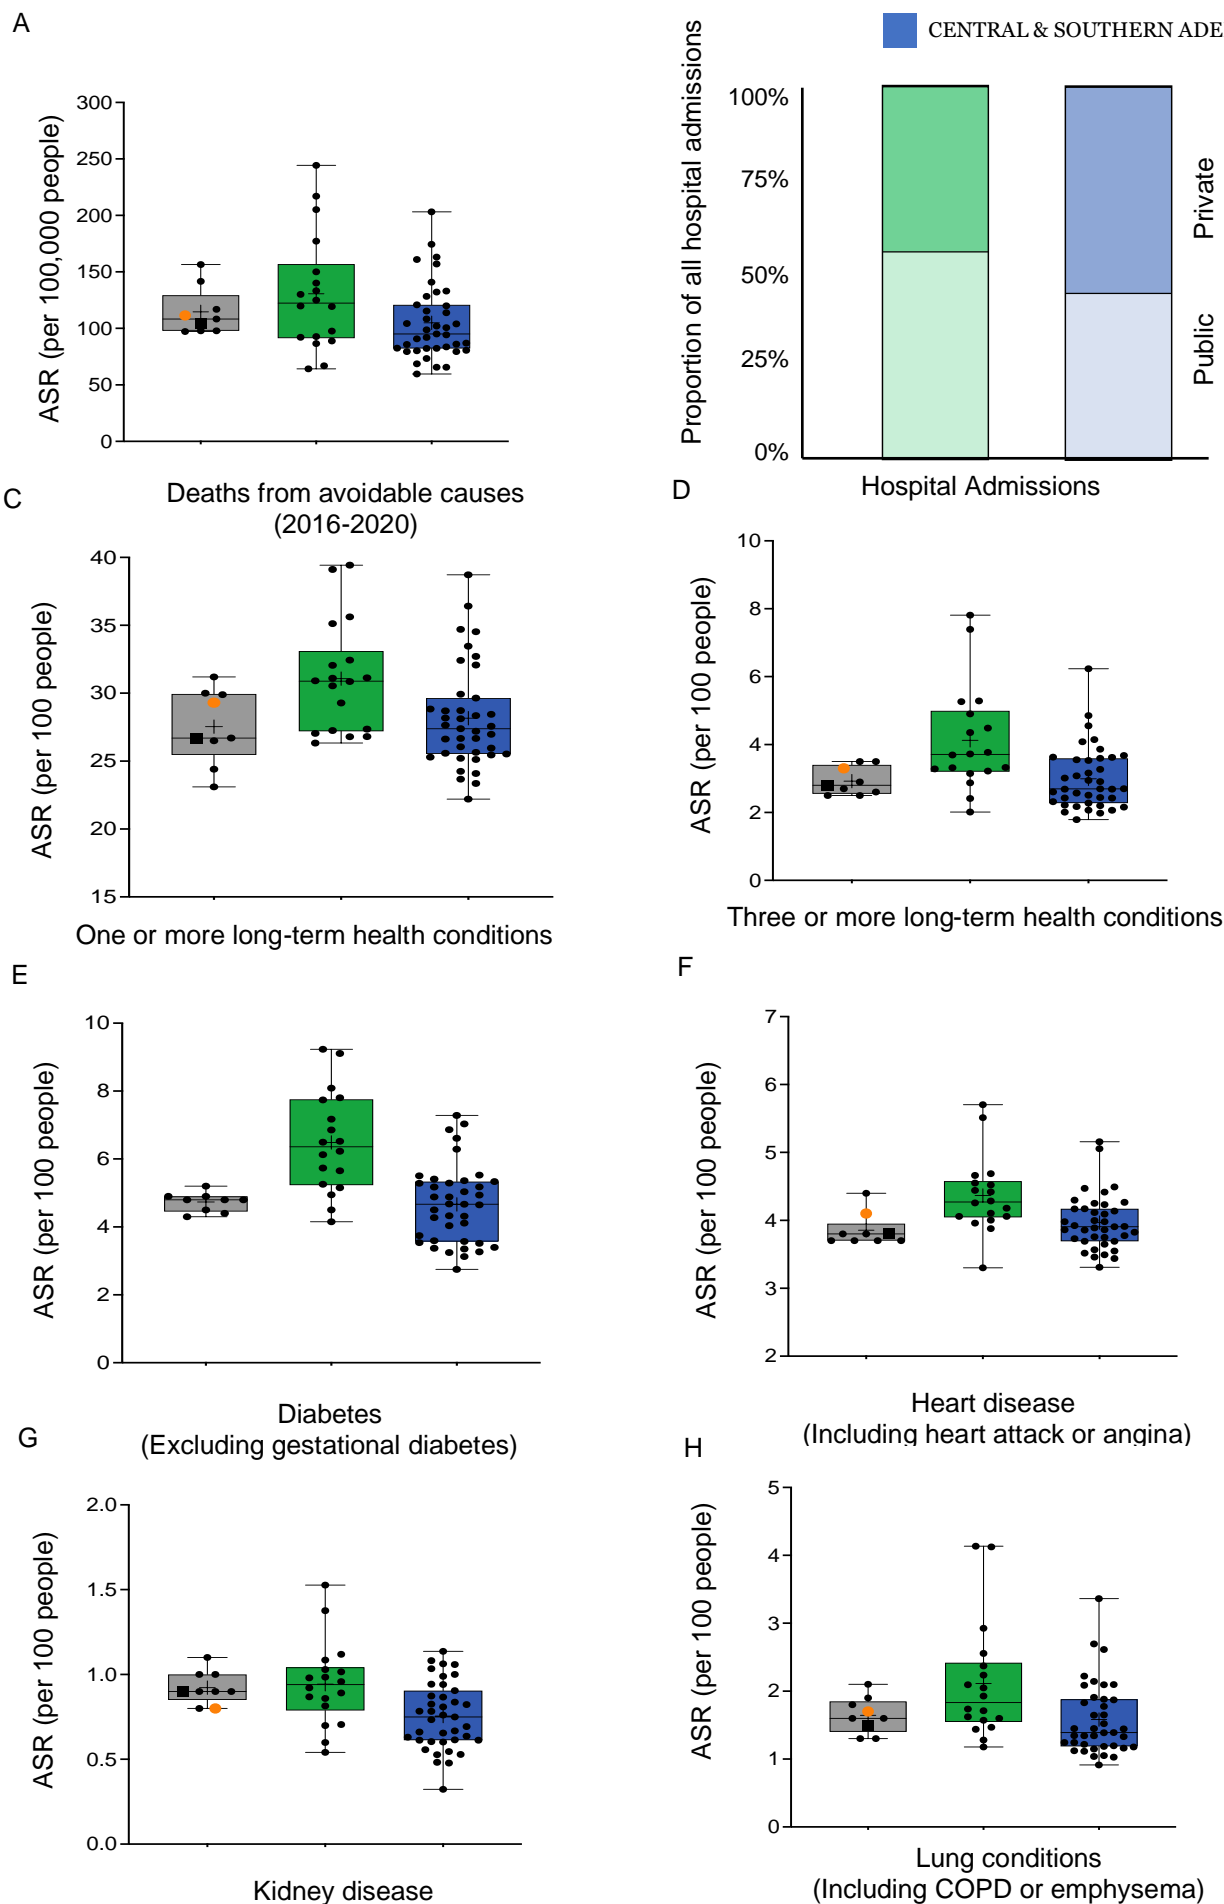 A
CENTRAL & SOUTHERN ADE
ASR (per 100,000 people)
300
250
200
150
100
50
0
Deaths from avoidable causes
(2016-2020)
Proportion of all hospital admissions
100%
75%
50%
25%
0%
Private
Public
Hospital Admissions
C
ASR (per 100 people)
40
35
30
25
20
15
One or more long-term health conditions
D
ASR (per 100 people)
10
8
6
4
2
0
Three or more long-term health conditions
E
ASR (per 100 people)
10
8
6
4
2
0
Diabetes
(Excluding gestational diabetes)
F
ASR (per 100 people)
7
6
5
4
3
2
Heart disease
(Including heart attack or angina)
G
ASR (per 100 people)
2.0
1.5
1.0
0.5
0.0
Kidney disease
H
ASR (per 100 people)
5
4
3
2
1
0
Lung conditions
(Including COPD or emphysema)